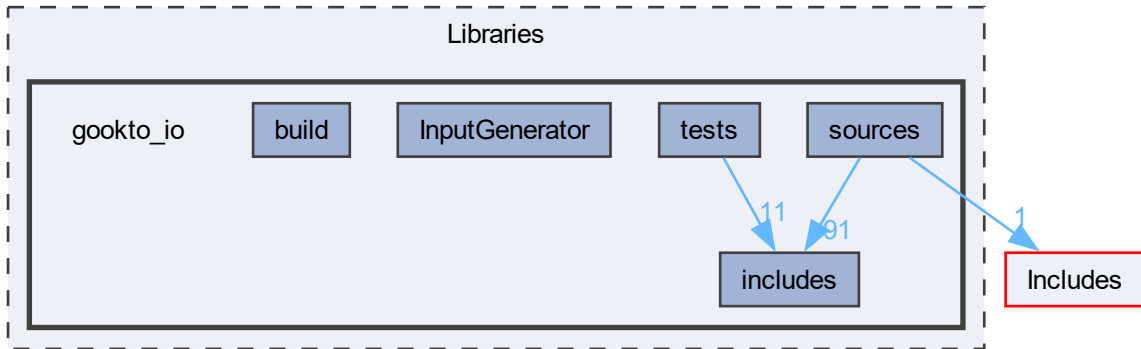 Libraries
gookto_io
build
InputGenerator
tests
sources
11
91
1
includes
Includes